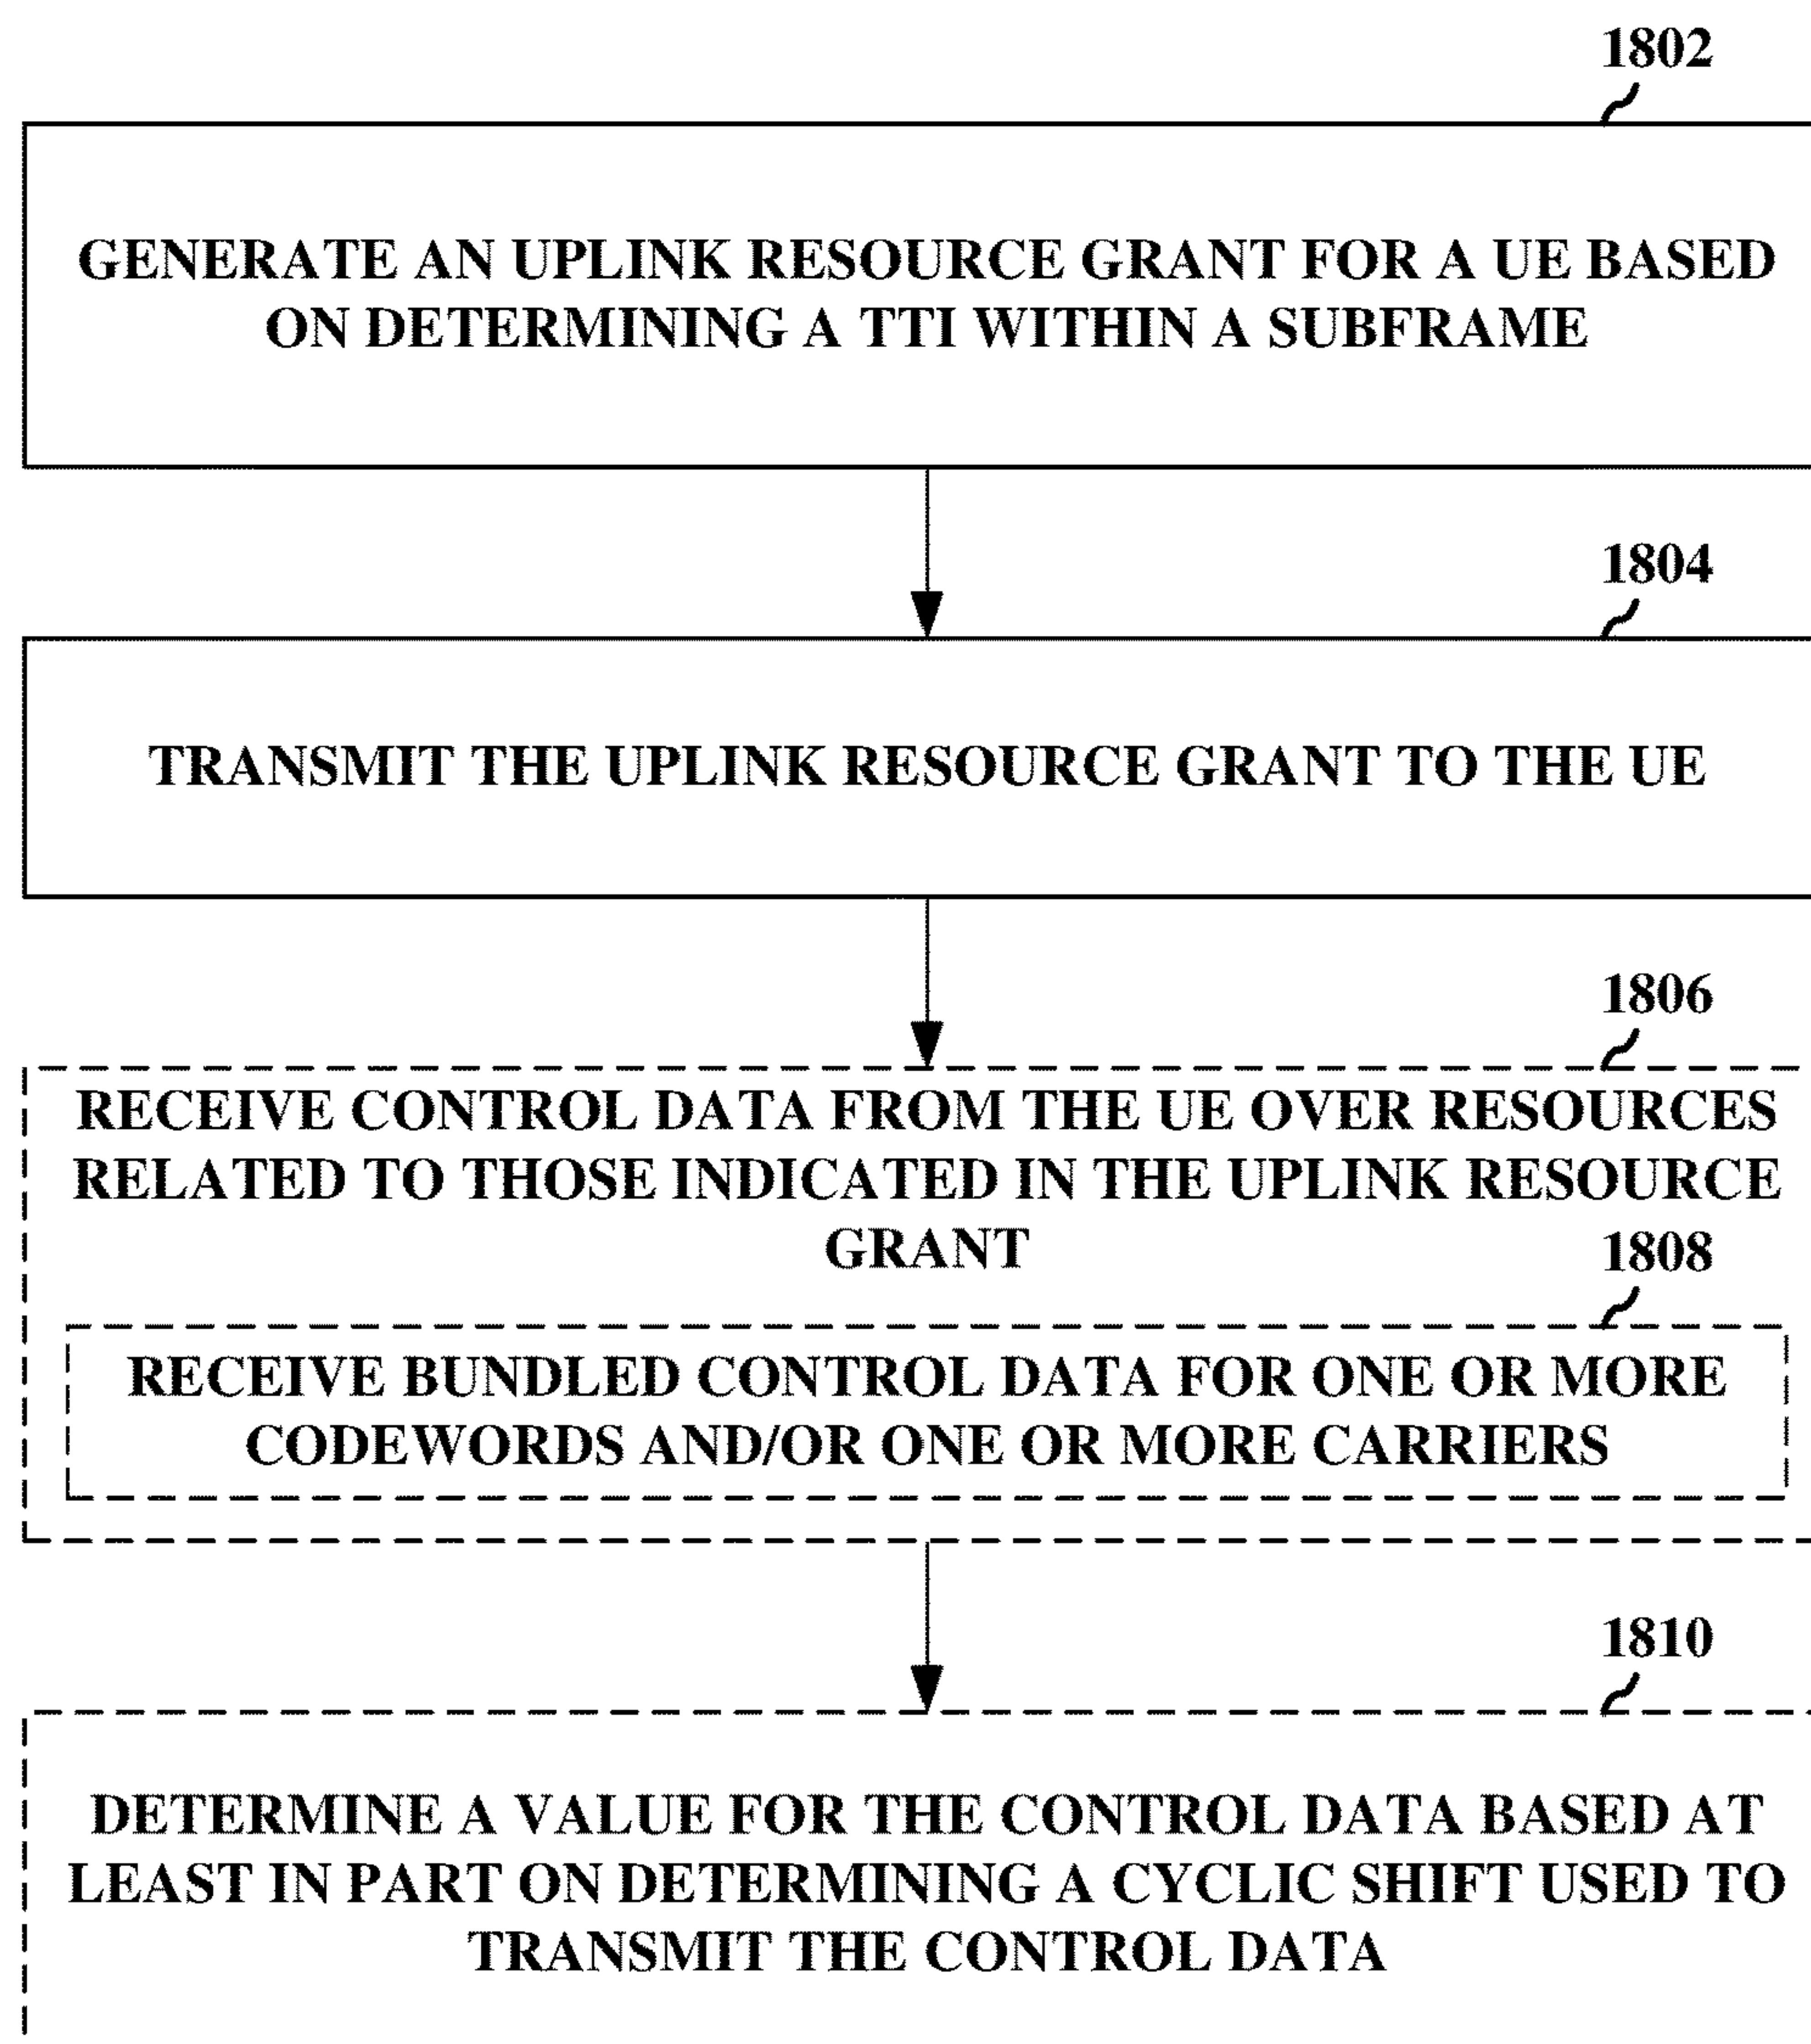 1802
GENERATE AN UPLINK RESOURCE GRANT FOR A UE BASED
ON DETERMINING A TTI WITHIN A SUBFRAME
1804
TRANSMIT THE UPLINK RESOURCE GRANT TO THE UE
1806
RECEIVE CONTROL DATA FROM THE UE OVER RESOURCES
RELATED TO THOSE INDICATED IN THE UPLINK RESOURCE
GRANT
1808
RECEIVE BUNDLED CONTROL DATA FOR ONE OR MORE
CODEWORDS AND/OR ONE OR MORE CARRIERS
1810
DETERMINE A VALUE FOR THE CONTROL DATA BASED AT
LEAST IN PART ON DETERMINING A CYCLIC SHIFT USED TO
TRANSMIT THE CONTROL DATA